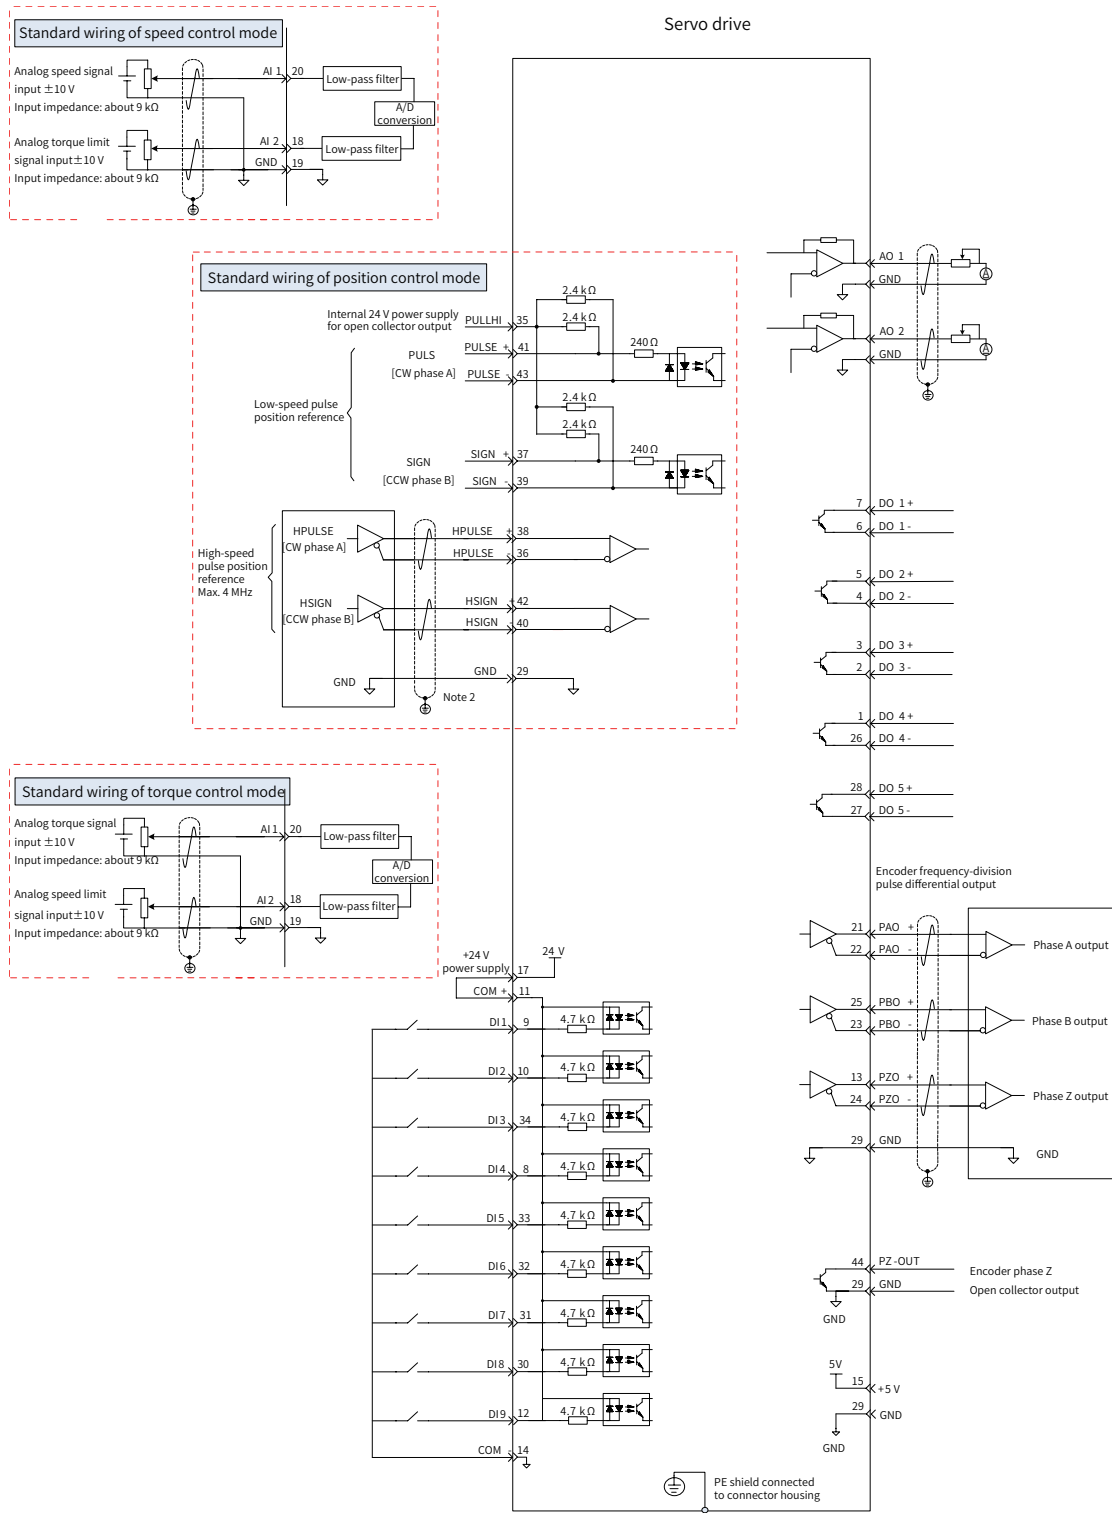 Servo drive
Standard wiring of speed control mode
Analog speed signal
input ±10 V
Input impedance: about 9 kΩ
AI 1
20
Low-pass filter
A/D
conversion
Analog torque limit
signal input±10 V
Input impedance: about 9 kΩ
AI 2
18
Low-pass filter
GND
19
Standard wiring of position control mode
Internal 24 V power supply
for open collector output
PULLHI
35
2.4 kΩ
2.4 kΩ
PULS
[CW phase A]
PULSE +
41
240 Ω
PULSE -
43
Low-speed pulse
position reference
2.4 kΩ
2.4 kΩ
SIGN
[CCW phase B]
SIGN +
37
240 Ω
SIGN -
39
High-speed
pulse position
reference
Max. 4 MHz
HPULSE
[CW phase A]
HPULSE +
38
HPULSE -
36
HSIGN
[CCW phase B]
HSIGN +
42
HSIGN -
40
GND
GND
29
Note 2
Standard wiring of torque control mode
Analog torque signal
input ±10 V
Input impedance: about 9 kΩ
AI 1
20
Low-pass filter
A/D
conversion
Analog speed limit
signal input±10 V
Input impedance: about 9 kΩ
AI 2
18
Low-pass filter
GND
19
+24 V
power supply
17
24 V
COM +
11
DI 1
9
4.7 kΩ
DI 2
10
4.7 kΩ
DI 3
34
4.7 kΩ
DI 4
8
4.7 kΩ
DI 5
33
4.7 kΩ
DI 6
32
4.7 kΩ
DI 7
31
4.7 kΩ
DI 8
30
4.7 kΩ
DI 9
12
4.7 kΩ
COM -
14
AO 1
A
GND
AO 2
A
GND
7 DO 1 +
6 DO 1 -
5 DO 2 +
4 DO 2 -
3 DO 3 +
2 DO 3 -
1 DO 4 +
26 DO 4 -
28 DO 5 +
27 DO 5 -
Encoder frequency-division
pulse differential output
21 PAO +
22 PAO -
Phase A output
25 PBO +
23 PBO -
Phase B output
13 PZO +
24 PZO -
Phase Z output
29 GND
GND
44 PZ -OUT
29 GND
Encoder phase Z
Open collector output
GND
5V
15
+5 V
29
GND
GND
PE shield connected
to connector housing